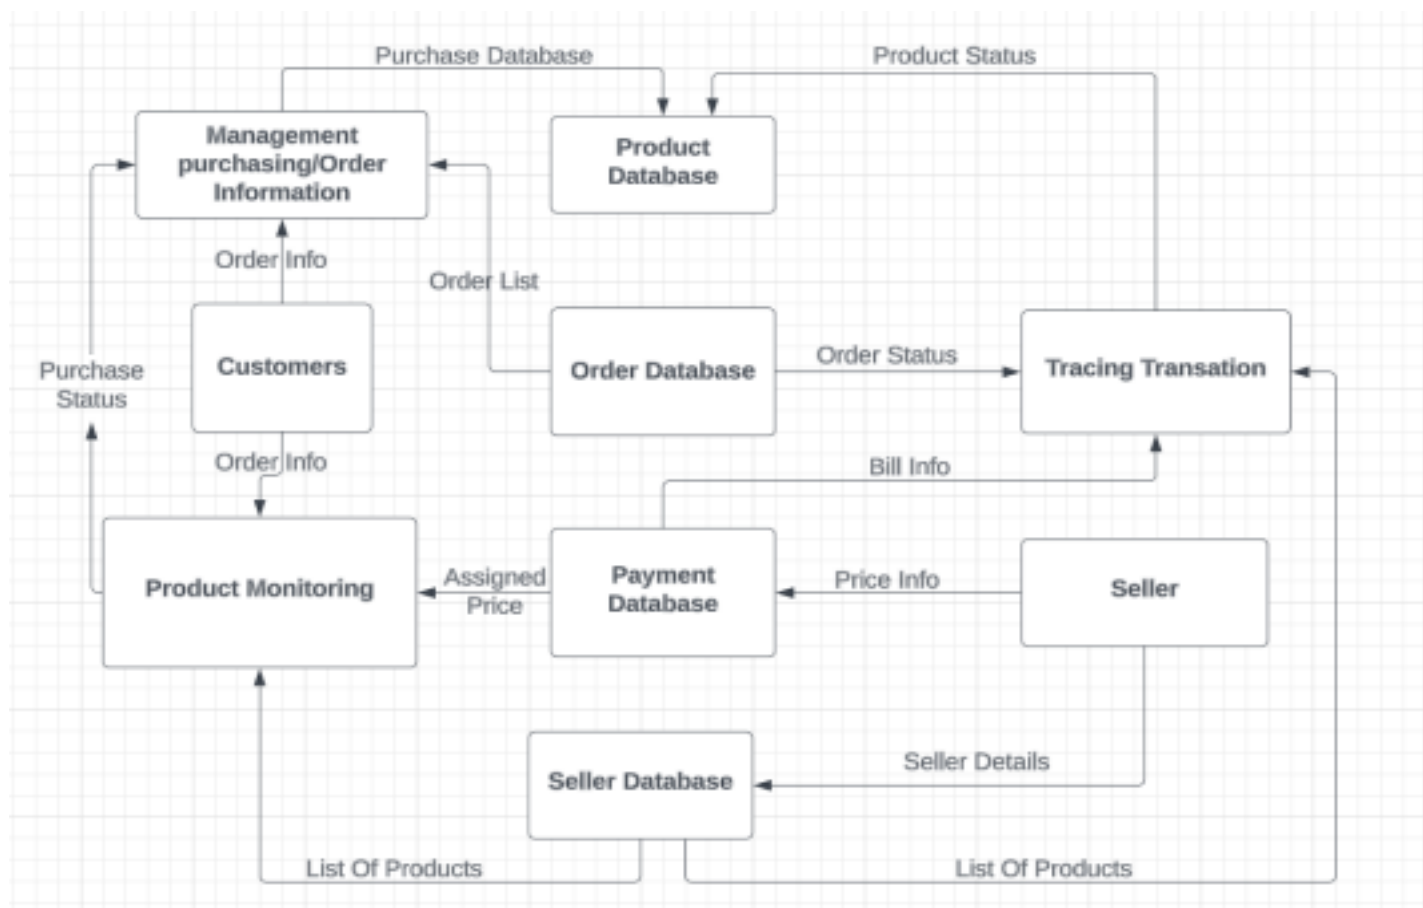 Purchase Database
Product Status
Management
purchasing/Order
Information
Product
Database
Order Info
Order List
Customers
Order Database
Order Status
Tracing Transation
Purchase
Status
Order Info
Bill Info
Product Monitoring
Assigned
Price
Payment
Database
Price Info
Seller
Seller Database
Seller Details
List Of Products
List Of Products